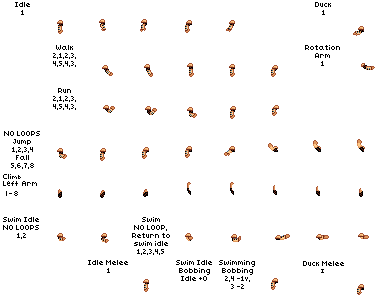 Idle
1
Duck
1
Walk
2,1,2,3,
4,5,4,3,
Rotation
Arm
1
Run
2,1,2,3,
4,5,4,3,
NO LOOPS
Jump
1,2,3,4
Fall
5,6,7,8
Climb
Left Arm
1-8
Swim Idle
NO LOOPS
1,2
Swim
NO LOOP,
Return to
swim idle
1,2,3,4,5
Swim Idle
Bobbing
Idle +0
Swimming
Bobbing
2,4 -1v,
3 -2
Idle Melee
1
Duck Melee
1